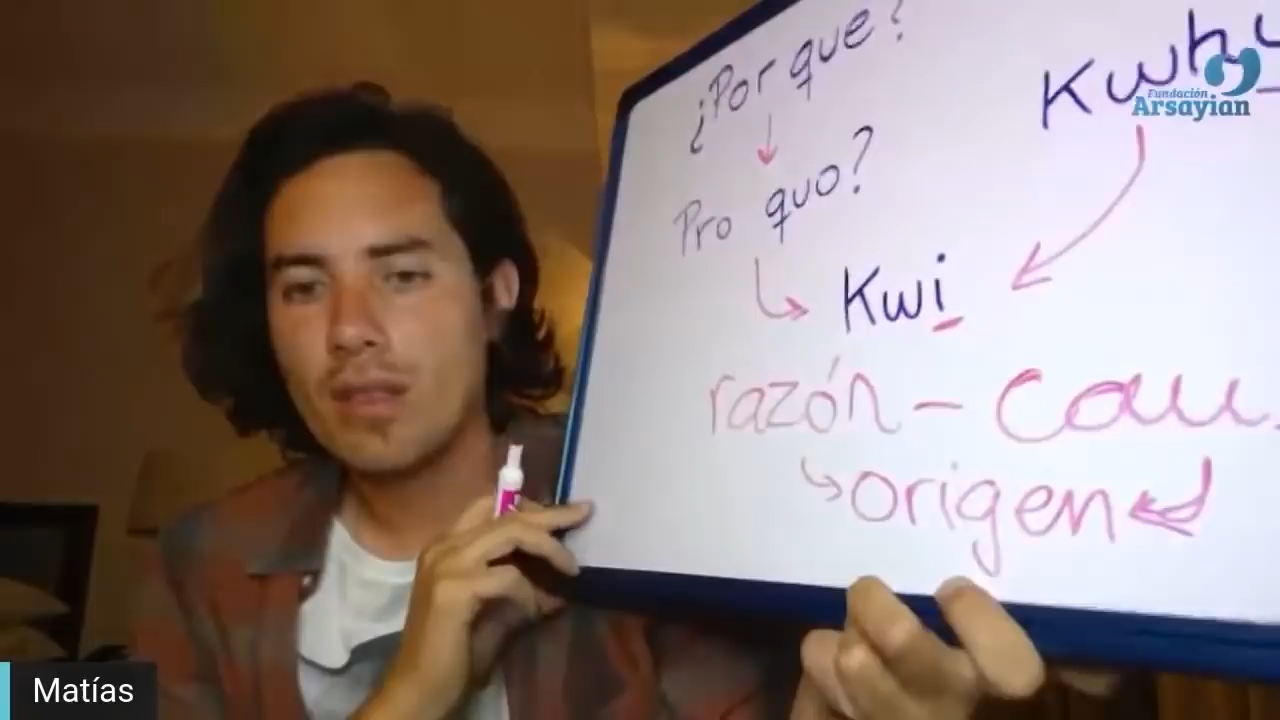 ¿Por que?
Kwhy
Fundación
Arsayian
Pro quo?
Kwi
razón –
origen
Matías